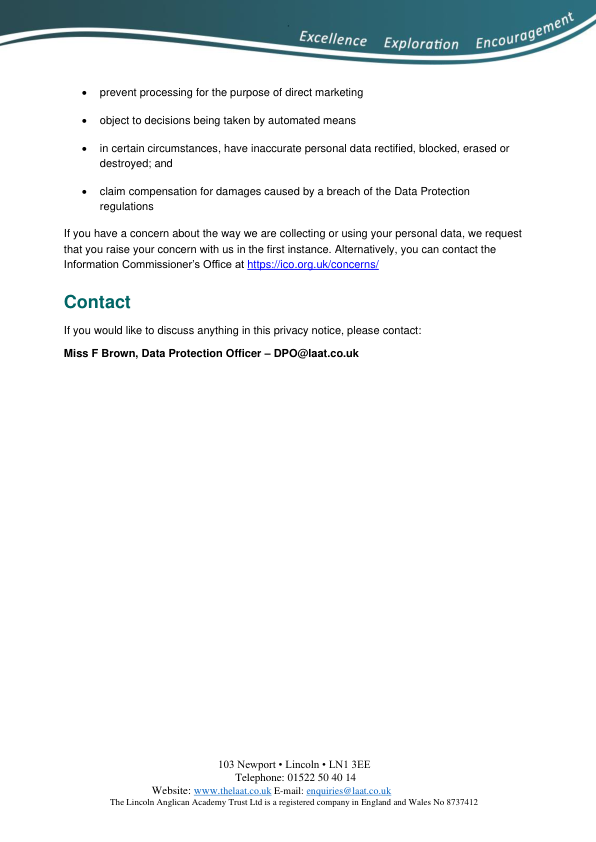 Excellence Exploration Encouragement
• prevent processing for the purpose of direct marketing
• object to decisions being taken by automated means
• in certain circumstances, have inaccurate personal data rectified, blocked, erased or
destroyed; and
• claim compensation for damages caused by a breach of the Data Protection
regulations
If you have a concern about the way we are collecting or using your personal data, we request
that you raise your concern with us in the first instance. Alternatively, you can contact the
Information Commissioner’s Office at https://ico.org.uk/concerns/
Contact
If you would like to discuss anything in this privacy notice, please contact:
Miss F Brown, Data Protection Officer – DPO@laat.co.uk
103 Newport • Lincoln • LN1 3EE
Telephone: 01522 50 40 14
Website: www.thelaat.co.uk E-mail: enquiries@laat.co.uk
The Lincoln Anglican Academy Trust Ltd is a registered company in England and Wales No 8737412